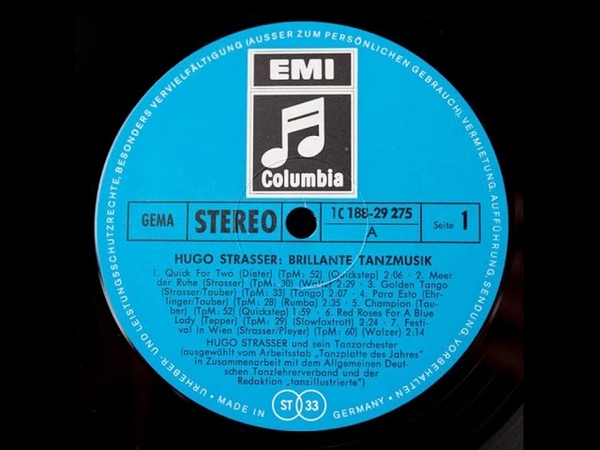 URHEBER- UND LEISTUNGSSCHUTZRECHTE, BESONDERS VERVIELFÄLTIGUNG (AUSSER ZUM PERSÖNLICHEN GEBRAUCH), VERMIETUNG, AUFFÜHRUNG, SENDUNG, VORBEHALTEN
EMI
Columbia
GEMA STEREO 1C 188-29 275 Seite 1
A
HUGO STRASSER: BRILLANTE TANZMUSIK
1. Quick For Two (Dieter) (TpM: 52) (Quickstep) 2:06 · 2. Meer
der Ruhe (Strasser) (TpM: 30) (Walzer) 2:29 · 3. Golden Tango
(Strasser/Tauber) (TpM: 33) (Tango) 2:07 · 4. Para Esto (Ehr-
linger/Tauber) (TpM: 28) (Rumba) 2:35 · 5. Champion (Tau-
ber) (TpM: 52) (Quickstep) 1:59 · 6. Red Roses For A Blue
Lady (Tepper) (TpM: 29) (Slowfoxtrott) 2:24 · 7. Festi-
val in Wien (Strasser/Pleyer) (TpM: 60) (Walzer) 2:14
HUGO STRASSER und sein Tanzorchester
(ausgewählt vom Arbeitsstab „Tanzplatte des Jahres"
in Zusammenarbeit mit dem Allgemeinen Deut-
schen Tanzlehrerverband und der
Redaktion „tanzillustrierte")
· MADE IN ST 33 GERMANY ·